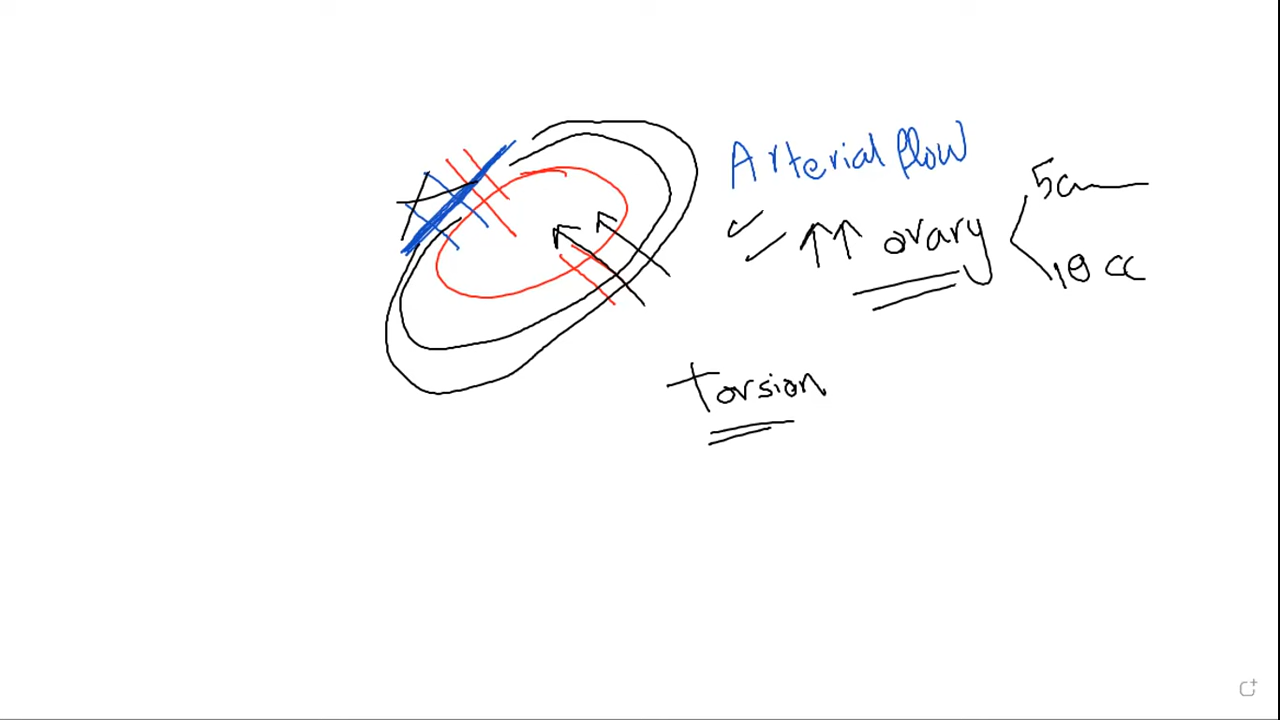 Arterial flow
5cm
↑↑ ovary
10 cc
torsion